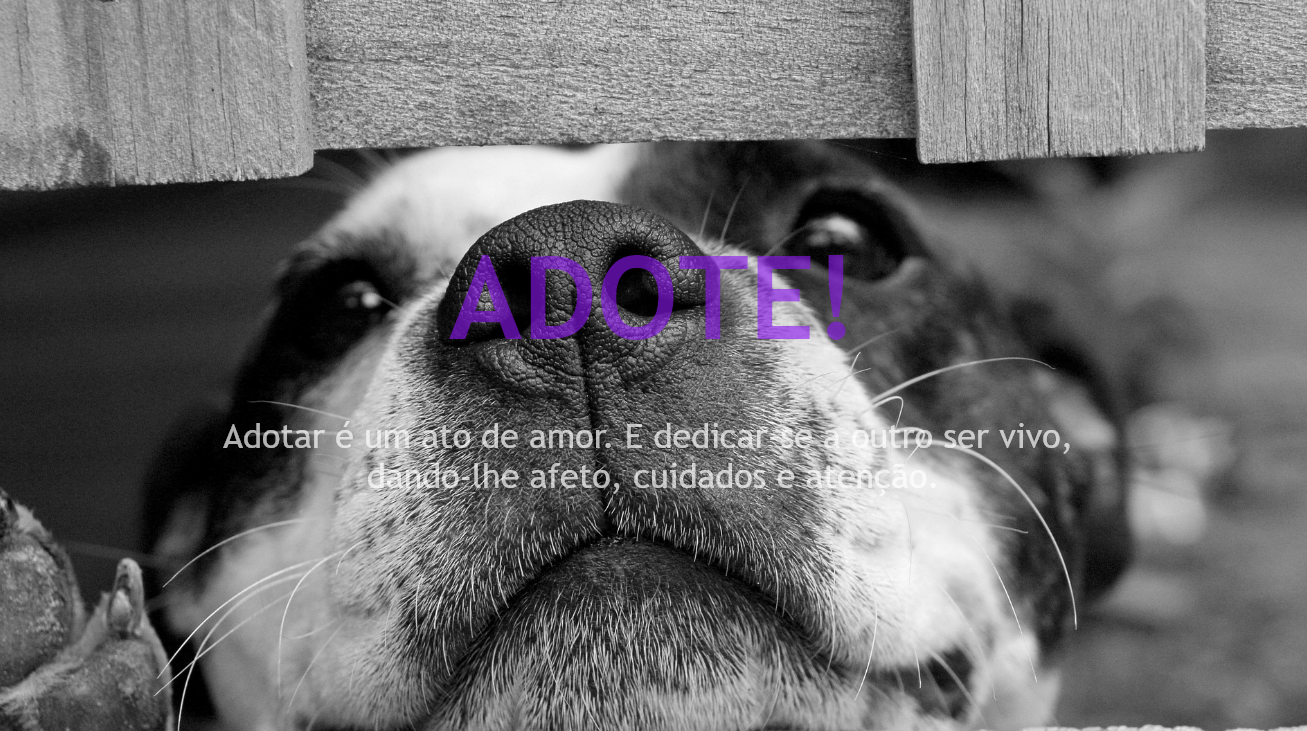 ADOTE!
Adotar é um ato de amor. E dedicar-se a outro ser vivo,
dando-lhe afeto, cuidados e atenção.